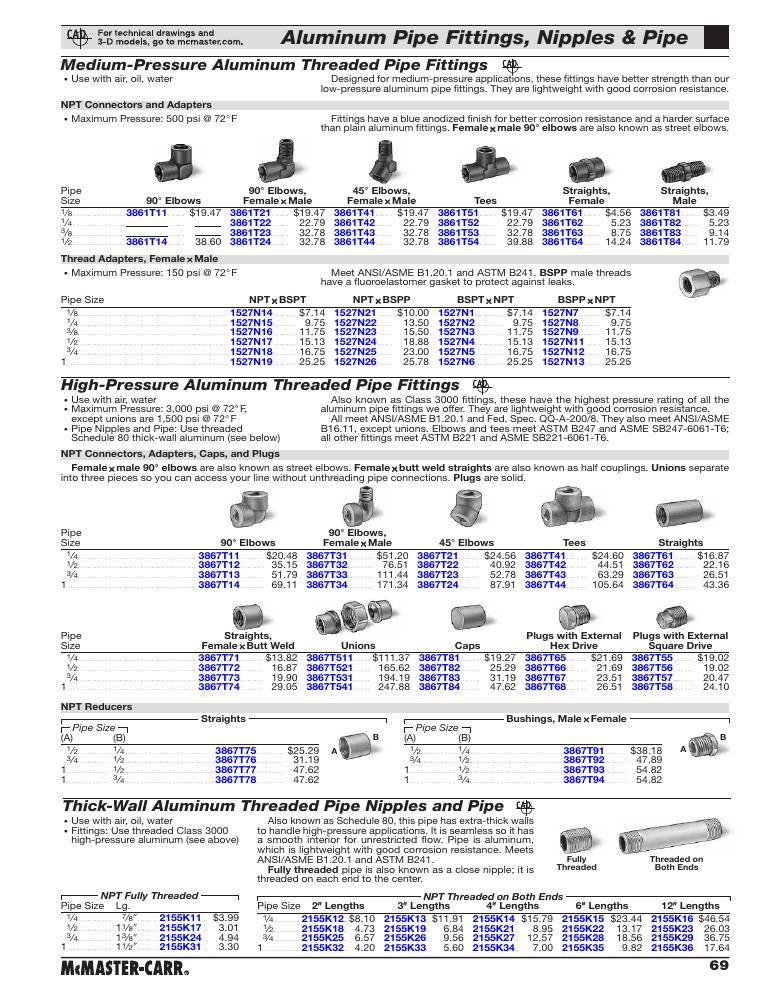 CAD For technical drawings and
3-D models, go to mcmaster.com.
Aluminum Pipe Fittings, Nipples & Pipe
Medium-Pressure Aluminum Threaded Pipe Fittings CAD
• Use with air, oil, water
Designed for medium-pressure applications, these fittings have better strength than our
low-pressure aluminum pipe fittings. They are lightweight with good corrosion resistance.
NPT Connectors and Adapters
• Maximum Pressure: 500 psi @ 72° F
Fittings have a blue anodized finish for better corrosion resistance and a harder surface
than plain aluminum fittings. Female x male 90° elbows are also known as street elbows.
Pipe 90° Elbows, 45° Elbows, Straights, Straights,
Size 90° Elbows Female x Male Female x Male Tees Female Male
1/8 3861T11 $19.47 3861T21 $19.47 3861T41 $19.47 3861T51 $19.47 3861T61 $4.56 3861T81 $3.49
1/4 3861T22 22.79 3861T42 22.79 3861T52 22.79 3861T62 5.23 3861T82 5.23
3/8 3861T23 32.78 3861T43 32.78 3861T53 32.78 3861T63 8.75 3861T83 9.14
1/2 3861T14 38.60 3861T24 32.78 3861T44 32.78 3861T54 39.88 3861T64 14.24 3861T84 11.79
Thread Adapters, Female x Male
• Maximum Pressure: 150 psi @ 72° F
Meet ANSI/ASME B1.20.1 and ASTM B241. BSPP male threads
have a fluoroelastomer gasket to protect against leaks.
Pipe Size NPT x BSPT NPT x BSPP BSPT x NPT BSPP x NPT
1/8 1527N14 $7.14 1527N21 $10.00 1527N1 $7.14 1527N7 $7.14
1/4 1527N15 9.75 1527N22 13.50 1527N2 9.75 1527N8 9.75
3/8 1527N16 11.75 1527N23 15.50 1527N3 11.75 1527N9 11.75
1/2 1527N17 15.13 1527N24 18.88 1527N4 15.13 1527N11 15.13
3/4 1527N18 16.75 1527N25 23.00 1527N5 16.75 1527N12 16.75
1 1527N19 25.25 1527N26 25.78 1527N6 25.25 1527N13 25.25
High-Pressure Aluminum Threaded Pipe Fittings CAD
• Use with air, oil, water
• Maximum Pressure: 3,000 psi @ 72° F,
except unions are 1,500 psi @ 72° F
• Pipe Nipples and Pipe: Use threaded
Schedule 80 thick-wall aluminum (see below)
Also known as Class 3000 fittings, these have the highest pressure rating of all the
aluminum pipe fittings we offer. They are lightweight with good corrosion resistance.
All meet ANSI/ASME B1.20.1 and Fed. Spec. QQ-A-200/8. They also meet ANSI/ASME
B16.11, except unions. Elbows and tees meet ASTM B247 and ASME SB247-6061-T6;
all other fittings meet ASTM B221 and ASME SB221-6061-T6.
NPT Connectors, Adapters, Caps, and Plugs
Female x male 90° elbows are also known as street elbows. Female x butt weld straights are also known as half couplings. Unions separate
into three pieces so you can access your line without unthreading pipe connections. Plugs are solid.
Pipe 90° Elbows,
Size 90° Elbows Female x Male 45° Elbows Tees Straights
1/4 3867T11 $20.48 3867T31 $51.20 3867T21 $24.56 3867T41 $24.60 3867T61 $16.87
1/2 3867T12 35.15 3867T32 76.51 3867T22 40.92 3867T42 44.51 3867T62 22.16
3/4 3867T13 51.79 3867T33 111.44 3867T23 52.78 3867T43 63.29 3867T63 26.51
1 3867T14 69.11 3867T34 171.34 3867T24 87.91 3867T44 105.64 3867T64 43.36
Pipe Straights, Plugs with External Plugs with External
Size Female x Butt Weld Unions Caps Hex Drive Square Drive
1/4 3867T71 $13.82 3867T511 $111.37 3867T81 $19.27 3867T65 $21.69 3867T55 $19.02
1/2 3867T72 16.87 3867T521 165.62 3867T82 25.29 3867T66 21.69 3867T56 19.02
3/4 3867T73 19.90 3867T531 194.19 3867T83 31.19 3867T67 23.51 3867T57 20.47
1 3867T74 29.05 3867T541 247.88 3867T84 47.62 3867T68 26.51 3867T58 24.10
NPT Reducers
Straights
Pipe Size
(A) (B)
1/2 1/4 3867T75 $25.29
3/4 1/2 3867T76 31.19
1 1/2 3867T77 47.62
1 3/4 3867T78 47.62
A B
Bushings, Male x Female
Pipe Size
(A) (B)
1/2 1/4 3867T91 $38.18
3/4 1/2 3867T92 47.89
1 1/2 3867T93 54.82
1 3/4 3867T94 54.82
A B
Thick-Wall Aluminum Threaded Pipe Nipples and Pipe CAD
• Use with air, oil, water
• Fittings: Use threaded Class 3000
high-pressure aluminum (see above)
Also known as Schedule 80, this pipe has extra-thick walls
to handle high-pressure applications. It is seamless so it has
a smooth interior for unrestricted flow. Pipe is aluminum,
which is lightweight with good corrosion resistance. Meets
ANSI/ASME B1.20.1 and ASTM B241.
Fully threaded pipe is also known as a close nipple; it is
threaded on each end to the center.
Fully
Threaded
Threaded on
Both Ends
NPT Fully Threaded
Pipe Size Lg.
1/4 7/8" 2155K11 $3.99
1/2 1 1/8" 2155K17 3.01
3/4 1 3/8" 2155K24 4.94
1 1 1/2" 2155K31 3.30
NPT Threaded on Both Ends
Pipe Size 2" Lengths 3" Lengths 4" Lengths 6" Lengths 12" Lengths
1/4 2155K12 $8.10 2155K13 $11.91 2155K14 $15.79 2155K15 $23.44 2155K16 $46.54
1/2 2155K18 4.73 2155K19 6.84 2155K21 8.95 2155K22 13.17 2155K23 26.03
3/4 2155K25 6.57 2155K26 9.56 2155K27 12.57 2155K28 18.56 2155K29 36.75
1 2155K32 4.20 2155K33 5.60 2155K34 7.00 2155K35 9.82 2155K36 17.64
McMASTER-CARR®
69